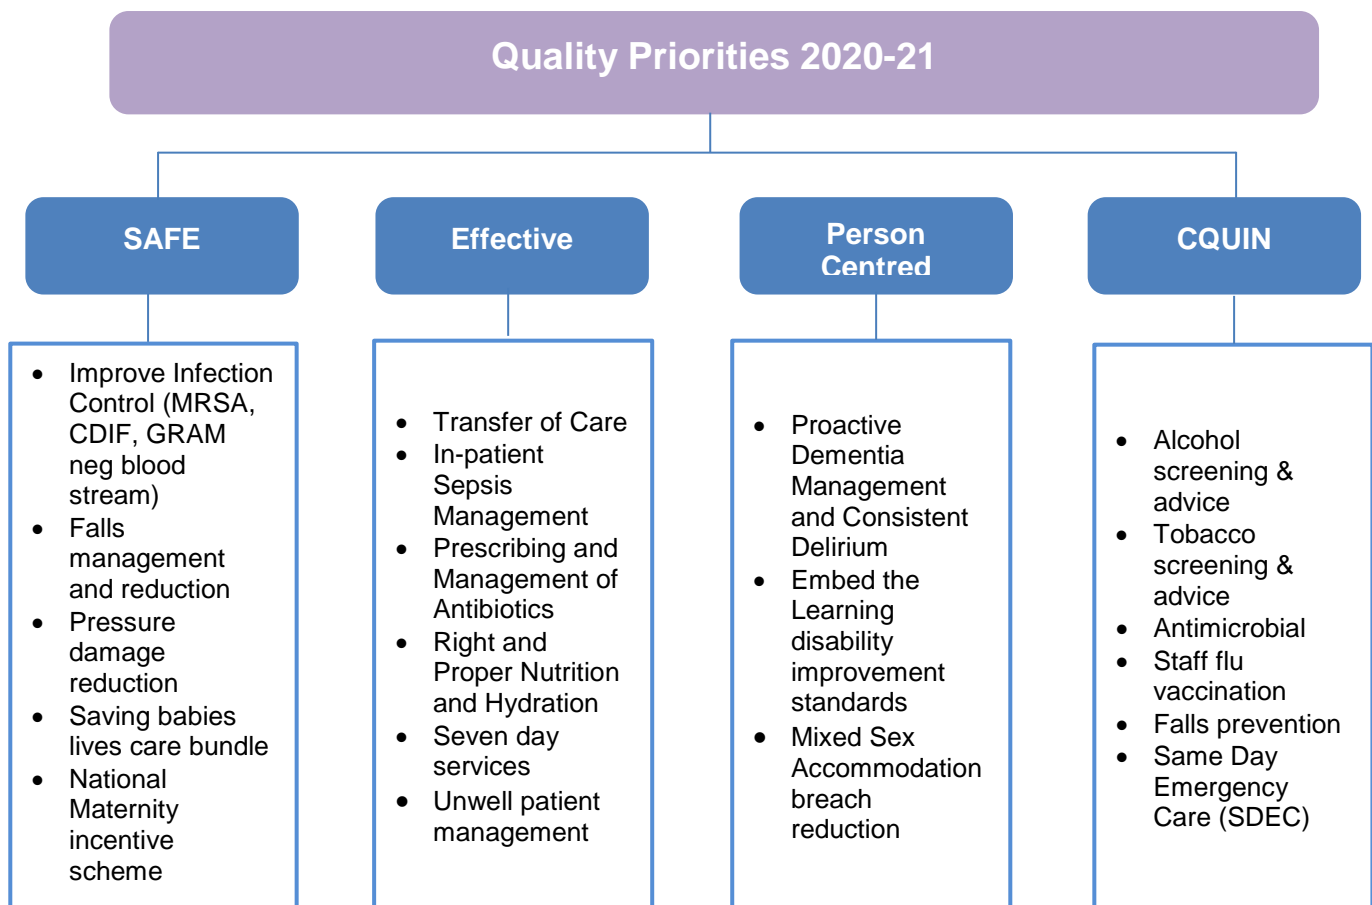 Quality Priorities 2020-21
SAFE
Effective
Person
Centred
CQUIN
• Improve Infection
Control (MRSA,
CDIF, GRAM
neg blood
stream)
• Falls
management
and reduction
• Pressure
damage
reduction
• Saving babies
lives care bundle
• National
Maternity
incentive
scheme
• Transfer of Care
• In-patient
Sepsis
Management
• Prescribing and
Management of
Antibiotics
• Right and
Proper Nutrition
and Hydration
• Seven day
services
• Unwell patient
management
• Proactive
Dementia
Management
and Consistent
Delirium
• Embed the
Learning
disability
improvement
standards
• Mixed Sex
Accommodation
breach
reduction
• Alcohol
screening &
advice
• Tobacco
screening &
advice
• Antimicrobial
• Staff flu
vaccination
• Falls prevention
• Same Day
Emergency
Care (SDEC)